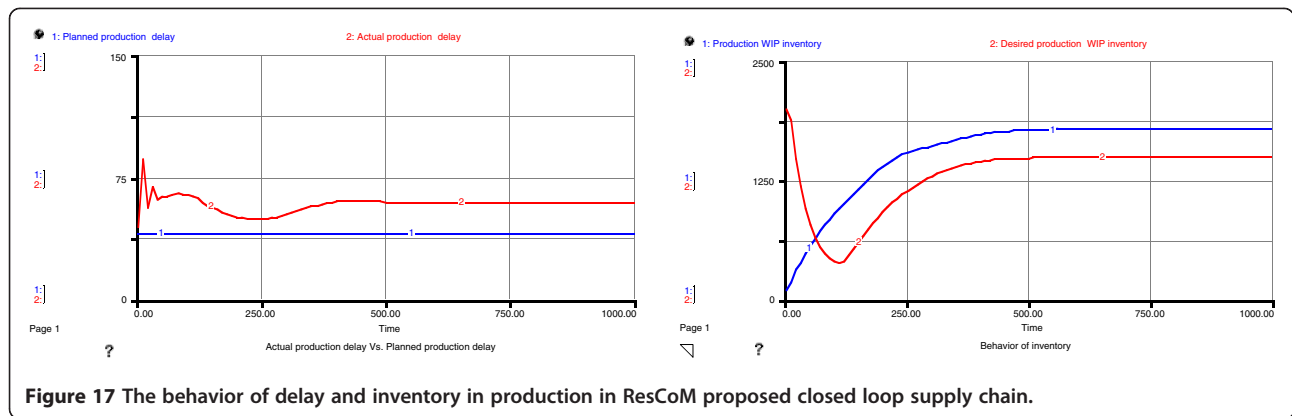 1: Planned production delay 2: Actual production delay
1:
2:
150
1:
2:
75
1:
2:
0
0.00 250.00 500.00 750.00 1000.00
Page 1 Time
? Actual production delay Vs. Planned production delay
1
1
2
2
1: Production WIP inventory 2: Desired production WIP inventory
1:
2:
2500
1:
2:
1250
1:
2:
0
0.00 250.00 500.00 750.00 1000.00
Page 1 Time
? Behavior of inventory
1
1
2
2
Figure 17 The behavior of delay and inventory in production in ResCoM proposed closed loop supply chain.